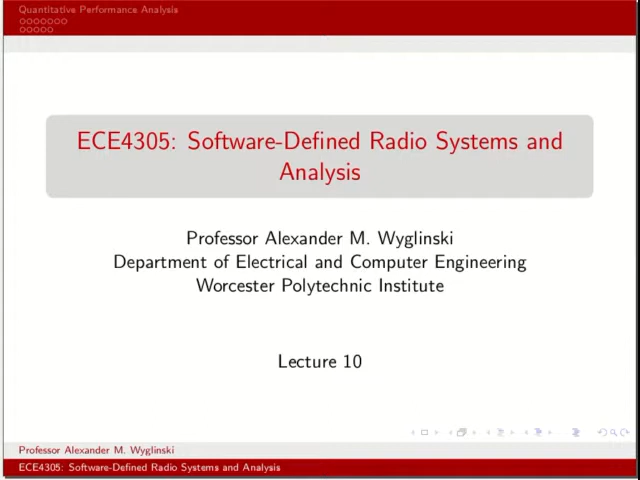 Quantitative Performance Analysis
ECE4305: Software-Defined Radio Systems and
Analysis
Professor Alexander M. Wyglinski
Department of Electrical and Computer Engineering
Worcester Polytechnic Institute
Lecture 10
Professor Alexander M. Wyglinski
ECE4305: Software-Defined Radio Systems and Analysis